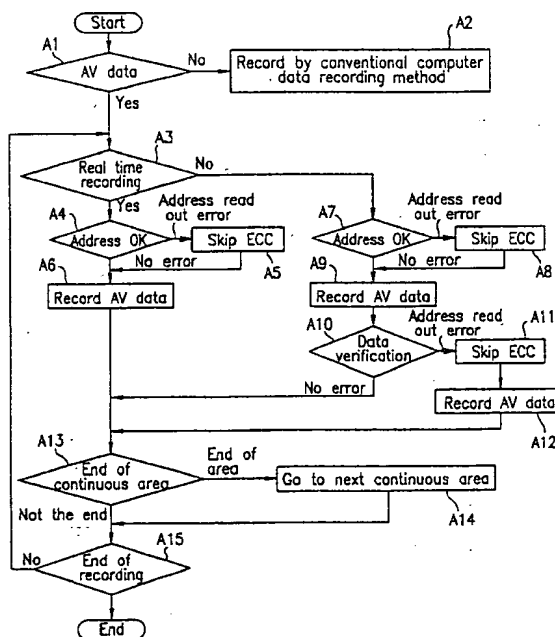 Start
A1
A2
AV data
No
Record by conventional computer
data recording method
Yes
A3
Real time
recording
No
Yes
A4
Address read
out error
Address OK
Skip ECC
A5
No error
A6
Record AV data
A7
Address read
out error
Address OK
Skip ECC
A8
No error
A9
Record AV data
A10
Address read
out error
A11
Data
verification
Skip ECC
No error
Record AV data
A12
A13
End of
continuous area
End of
area
Go to next continuous area
A14
Not the end
A15
No
End of
recording
End